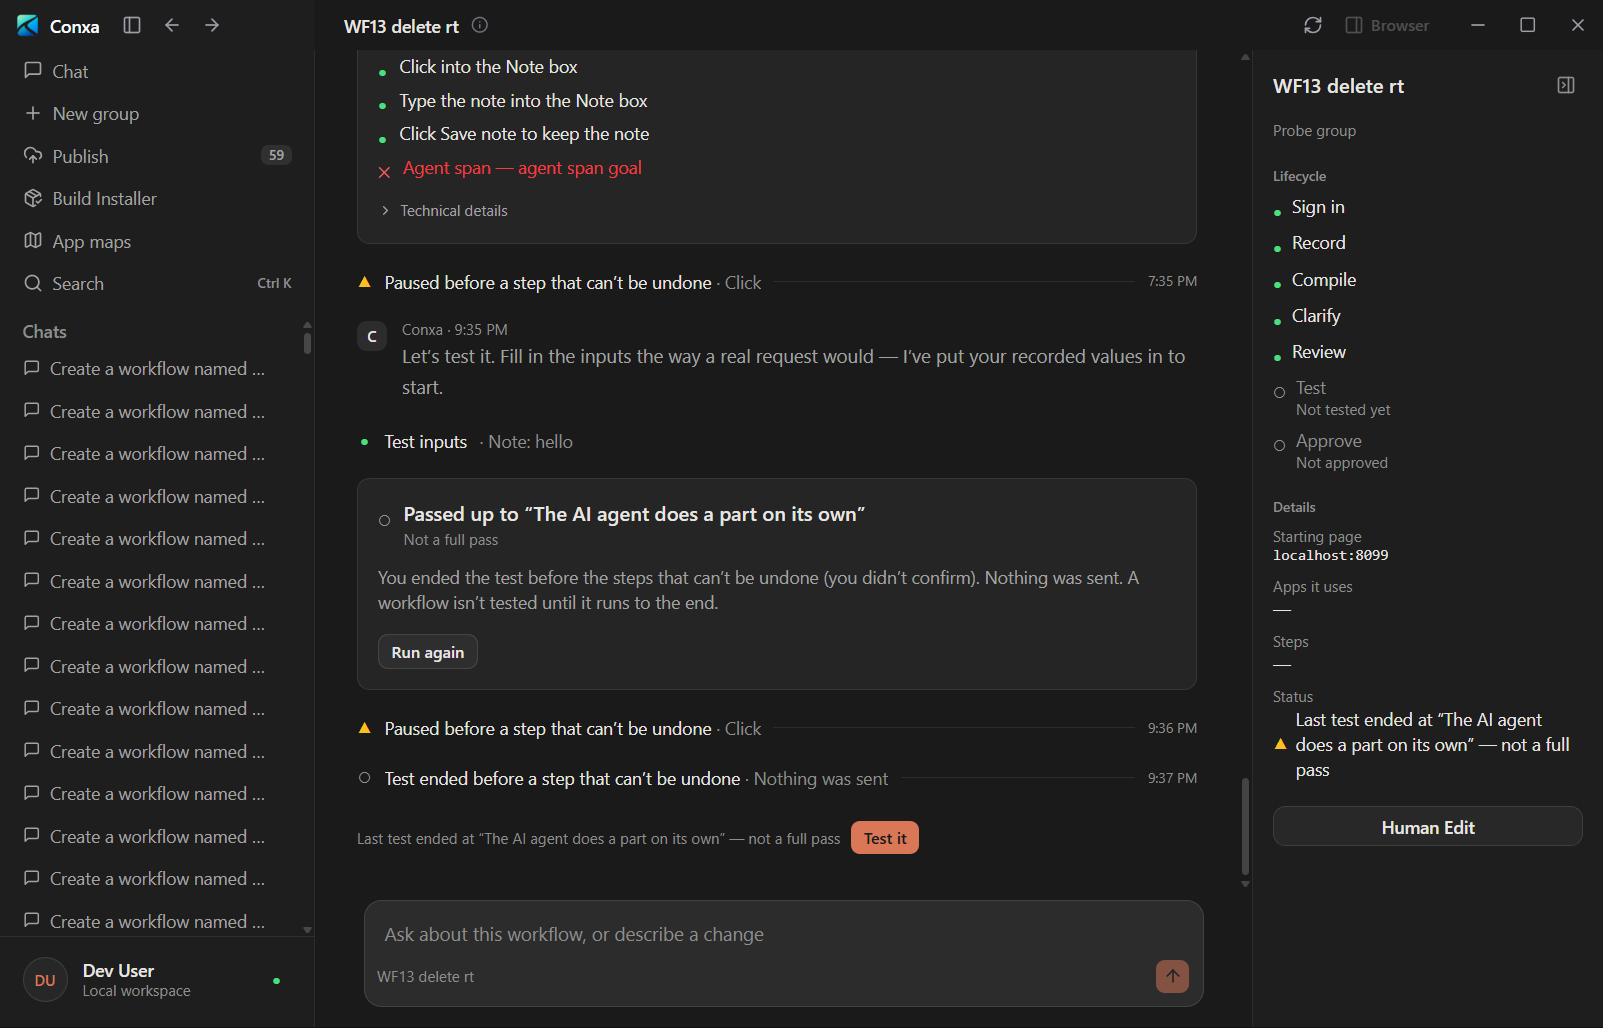 Conxa
Chat
New group
Publish 59
Build Installer
App maps
Search Ctrl K
Chats
Create a workflow named ...
Create a workflow named ...
Create a workflow named ...
Create a workflow named ...
Create a workflow named ...
Create a workflow named ...
Create a workflow named ...
Create a workflow named ...
Create a workflow named ...
Create a workflow named ...
Create a workflow named ...
Create a workflow named ...
Create a workflow named ...
Create a workflow named ...
DU
Dev User
Local workspace
WF13 delete rt
Browser
Click into the Note box
Type the note into the Note box
Click Save note to keep the note
Agent span — agent span goal
Technical details
Paused before a step that can’t be undone · Click 7:35 PM
C
Conxa · 9:35 PM
Let’s test it. Fill in the inputs the way a real request would — I’ve put your recorded values in to
start.
Test inputs · Note: hello
Passed up to “The AI agent does a part on its own”
Not a full pass
You ended the test before the steps that can’t be undone (you didn’t confirm). Nothing was sent. A
workflow isn’t tested until it runs to the end.
Run again
Paused before a step that can’t be undone · Click 9:36 PM
Test ended before a step that can’t be undone · Nothing was sent 9:37 PM
Last test ended at “The AI agent does a part on its own” — not a full pass Test it
Ask about this workflow, or describe a change
WF13 delete rt
WF13 delete rt
Probe group
Lifecycle
Sign in
Record
Compile
Clarify
Review
Test
Not tested yet
Approve
Not approved
Details
Starting page
localhost:8099
Apps it uses
—
Steps
—
Status
Last test ended at “The AI agent
does a part on its own” — not a full
pass
Human Edit